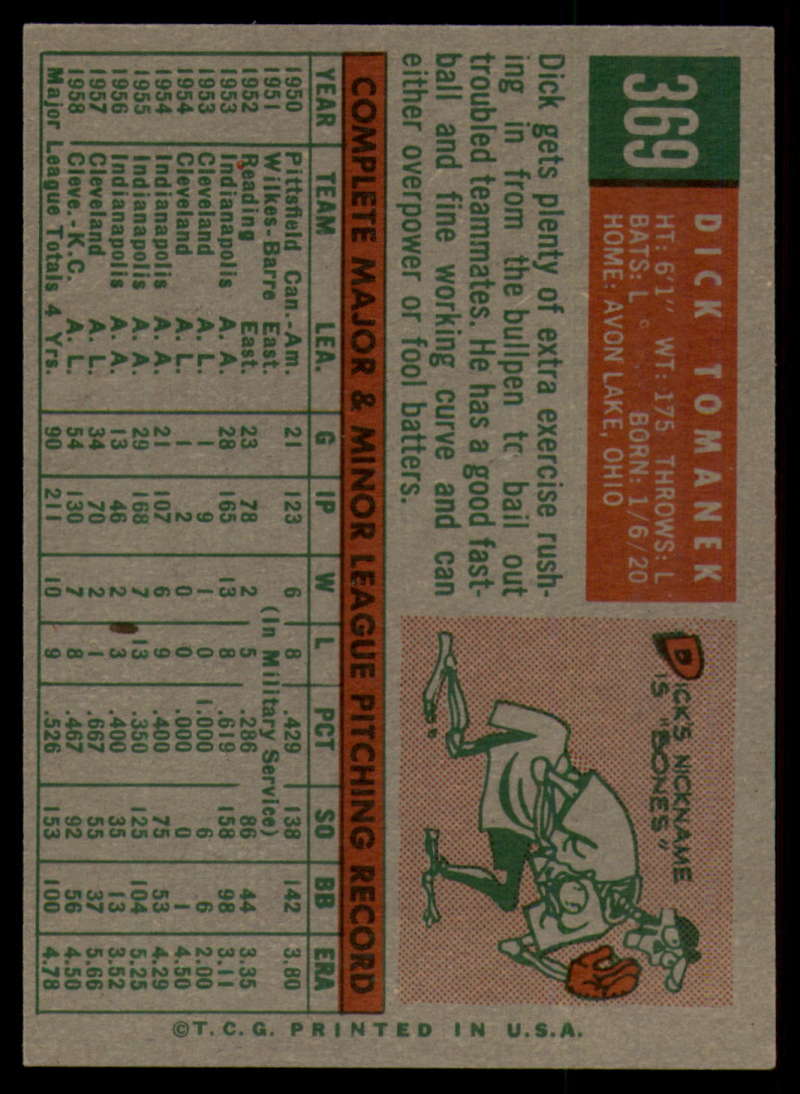 369
DICK TOMANEK
HT: 6'1" WT: 175 THROWS: L
BATS: L BORN: 1/6/20
HOME: AVON LAKE, OHIO
Dick gets plenty of extra exercise rush-
ing in from the bullpen to bail out
troubled teammates. He has a good fast-
ball and fine working curve and can
either overpower or fool batters.
DICK'S NICKNAME
IS "BONES"
COMPLETE MAJOR & MINOR LEAGUE PITCHING RECORD
YEAR TEAM LEA. G IP W L PCT SO BB ERA
1950 Pittsfield Can.-Am. 21 123 6 8 .429 138 142 3.80
1951 Wilkes-Barre East. (In Military Service)
1952 Reading East. 23 78 2 5 .286 86 44 3.35
1953 Indianapolis A. A. 28 165 13 8 .619 158 98 3.11
1953 Cleveland A. L. 1 9 1 0 1.000 6 6 2.00
1954 Cleveland A. L. 1 2 0 0 .000 0 1 4.50
1954 Indianapolis A. A. 21 107 6 9 .400 75 53 4.29
1955 Indianapolis A. A. 29 168 7 13 .350 125 104 5.25
1956 Indianapolis A. A. 13 46 2 3 .400 35 13 3.52
1957 Cleveland A. L. 34 70 2 1 .667 55 37 5.66
1958 Cleve.-K.C. A. L. 54 130 7 8 .467 92 56 4.50
Major League Totals 4 Yrs. 90 211 10 9 .526 153 100 4.78
©T.C.G. PRINTED IN U.S.A.